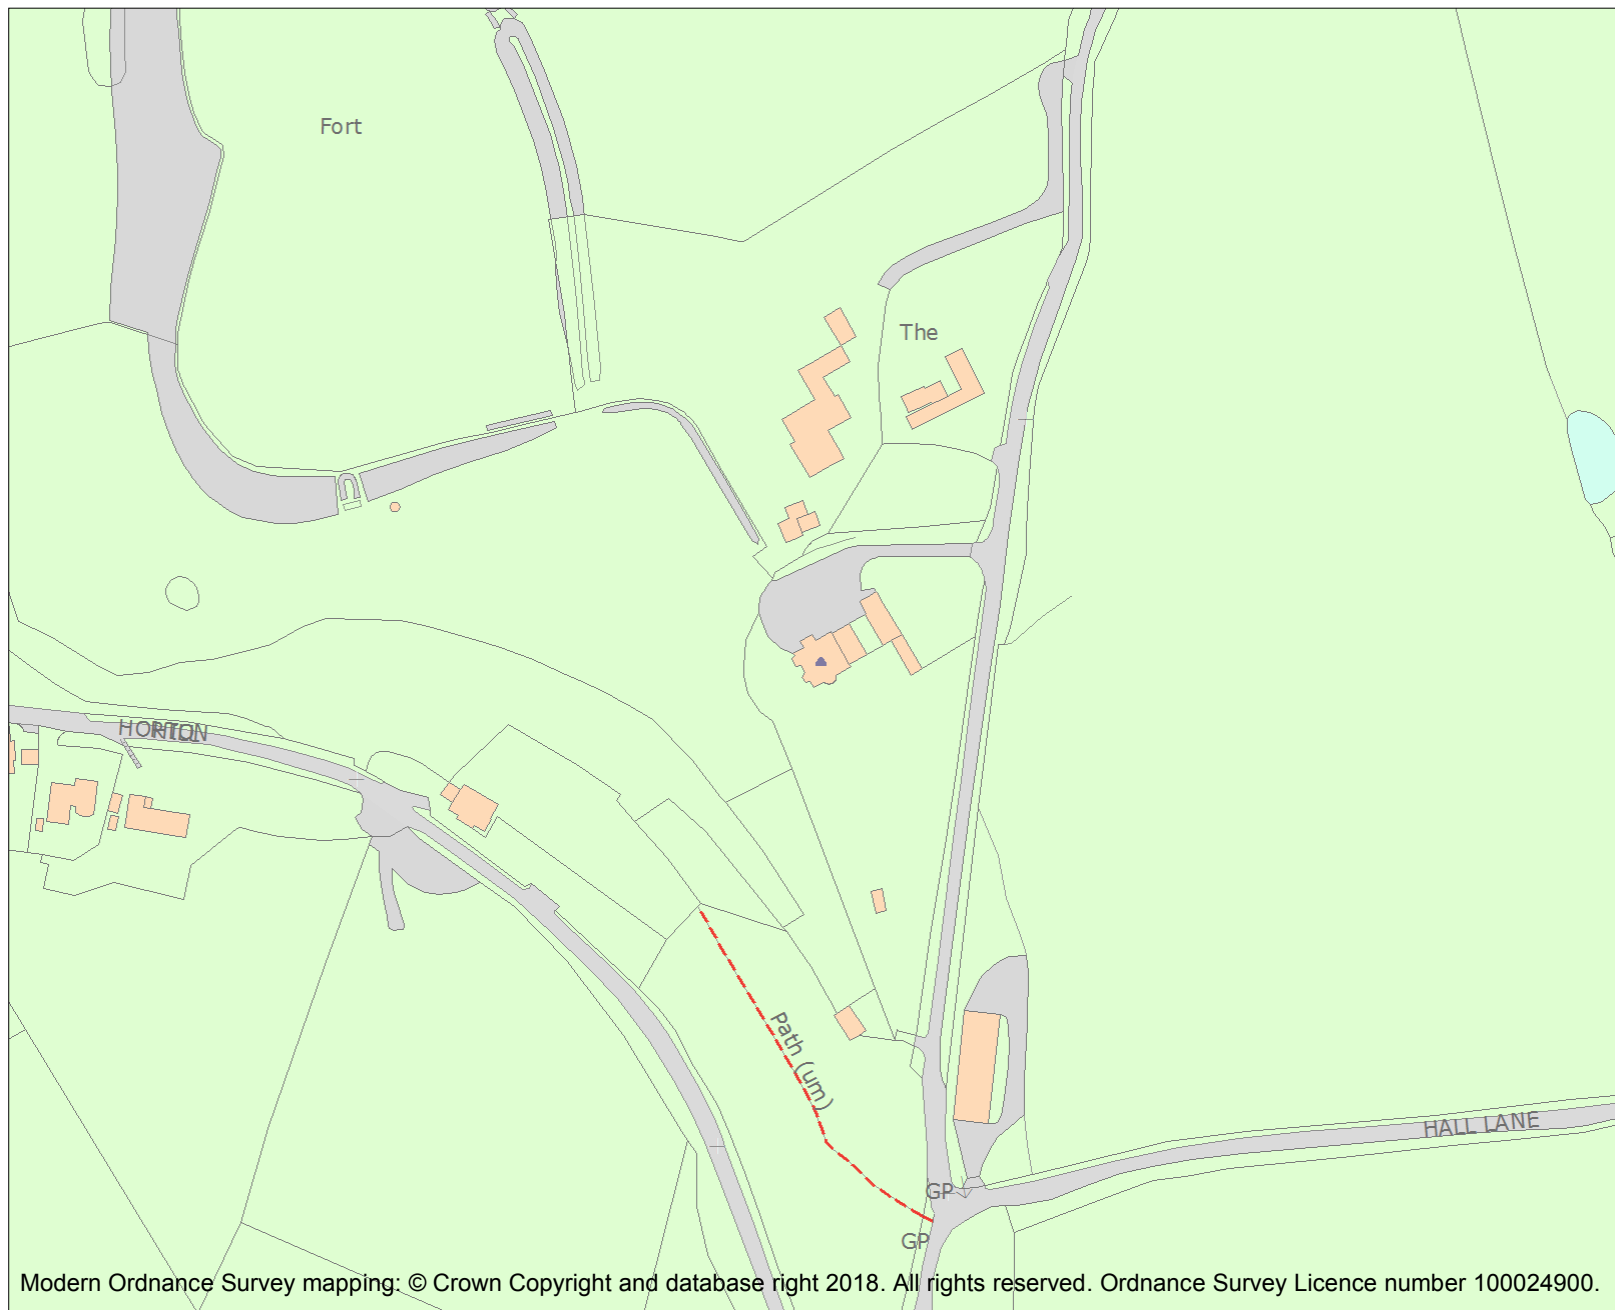 Fort
The
HORTON
HILL
Path (um)
HALL LANE
GP
GP
Modern Ordnance Survey mapping: © Crown Copyright and database right 2018. All rights reserved. Ordnance Survey Licence number 100024900.